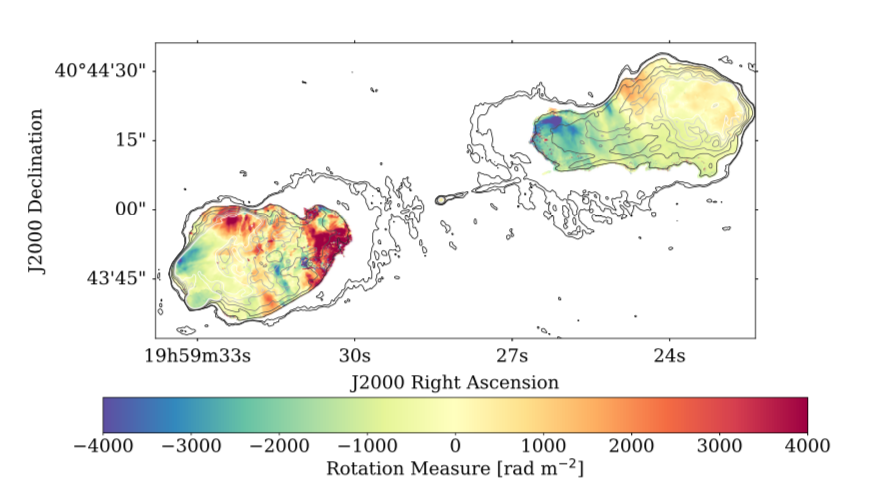 40°44'30"
15"
00"
43'45"
J2000 Declination
19h59m33s 30s 27s 24s
J2000 Right Ascension
−4000 −3000 −2000 −1000 0 1000 2000 3000 4000
Rotation Measure [rad m⁻²]